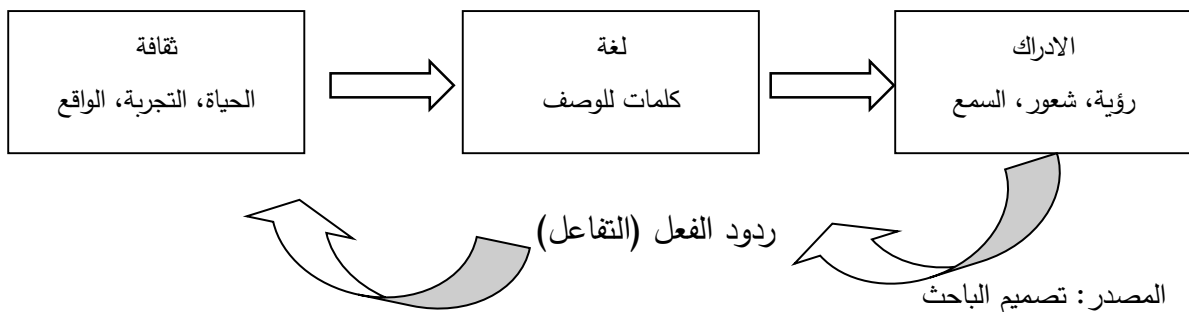 ثقافة
الحياة، التجربة، الواقع
لغة
كلمات للوصف
الادراك
رؤية، شعور، السمع
ردود الفعل (التفاعل)
المصدر: تصميم الباحث